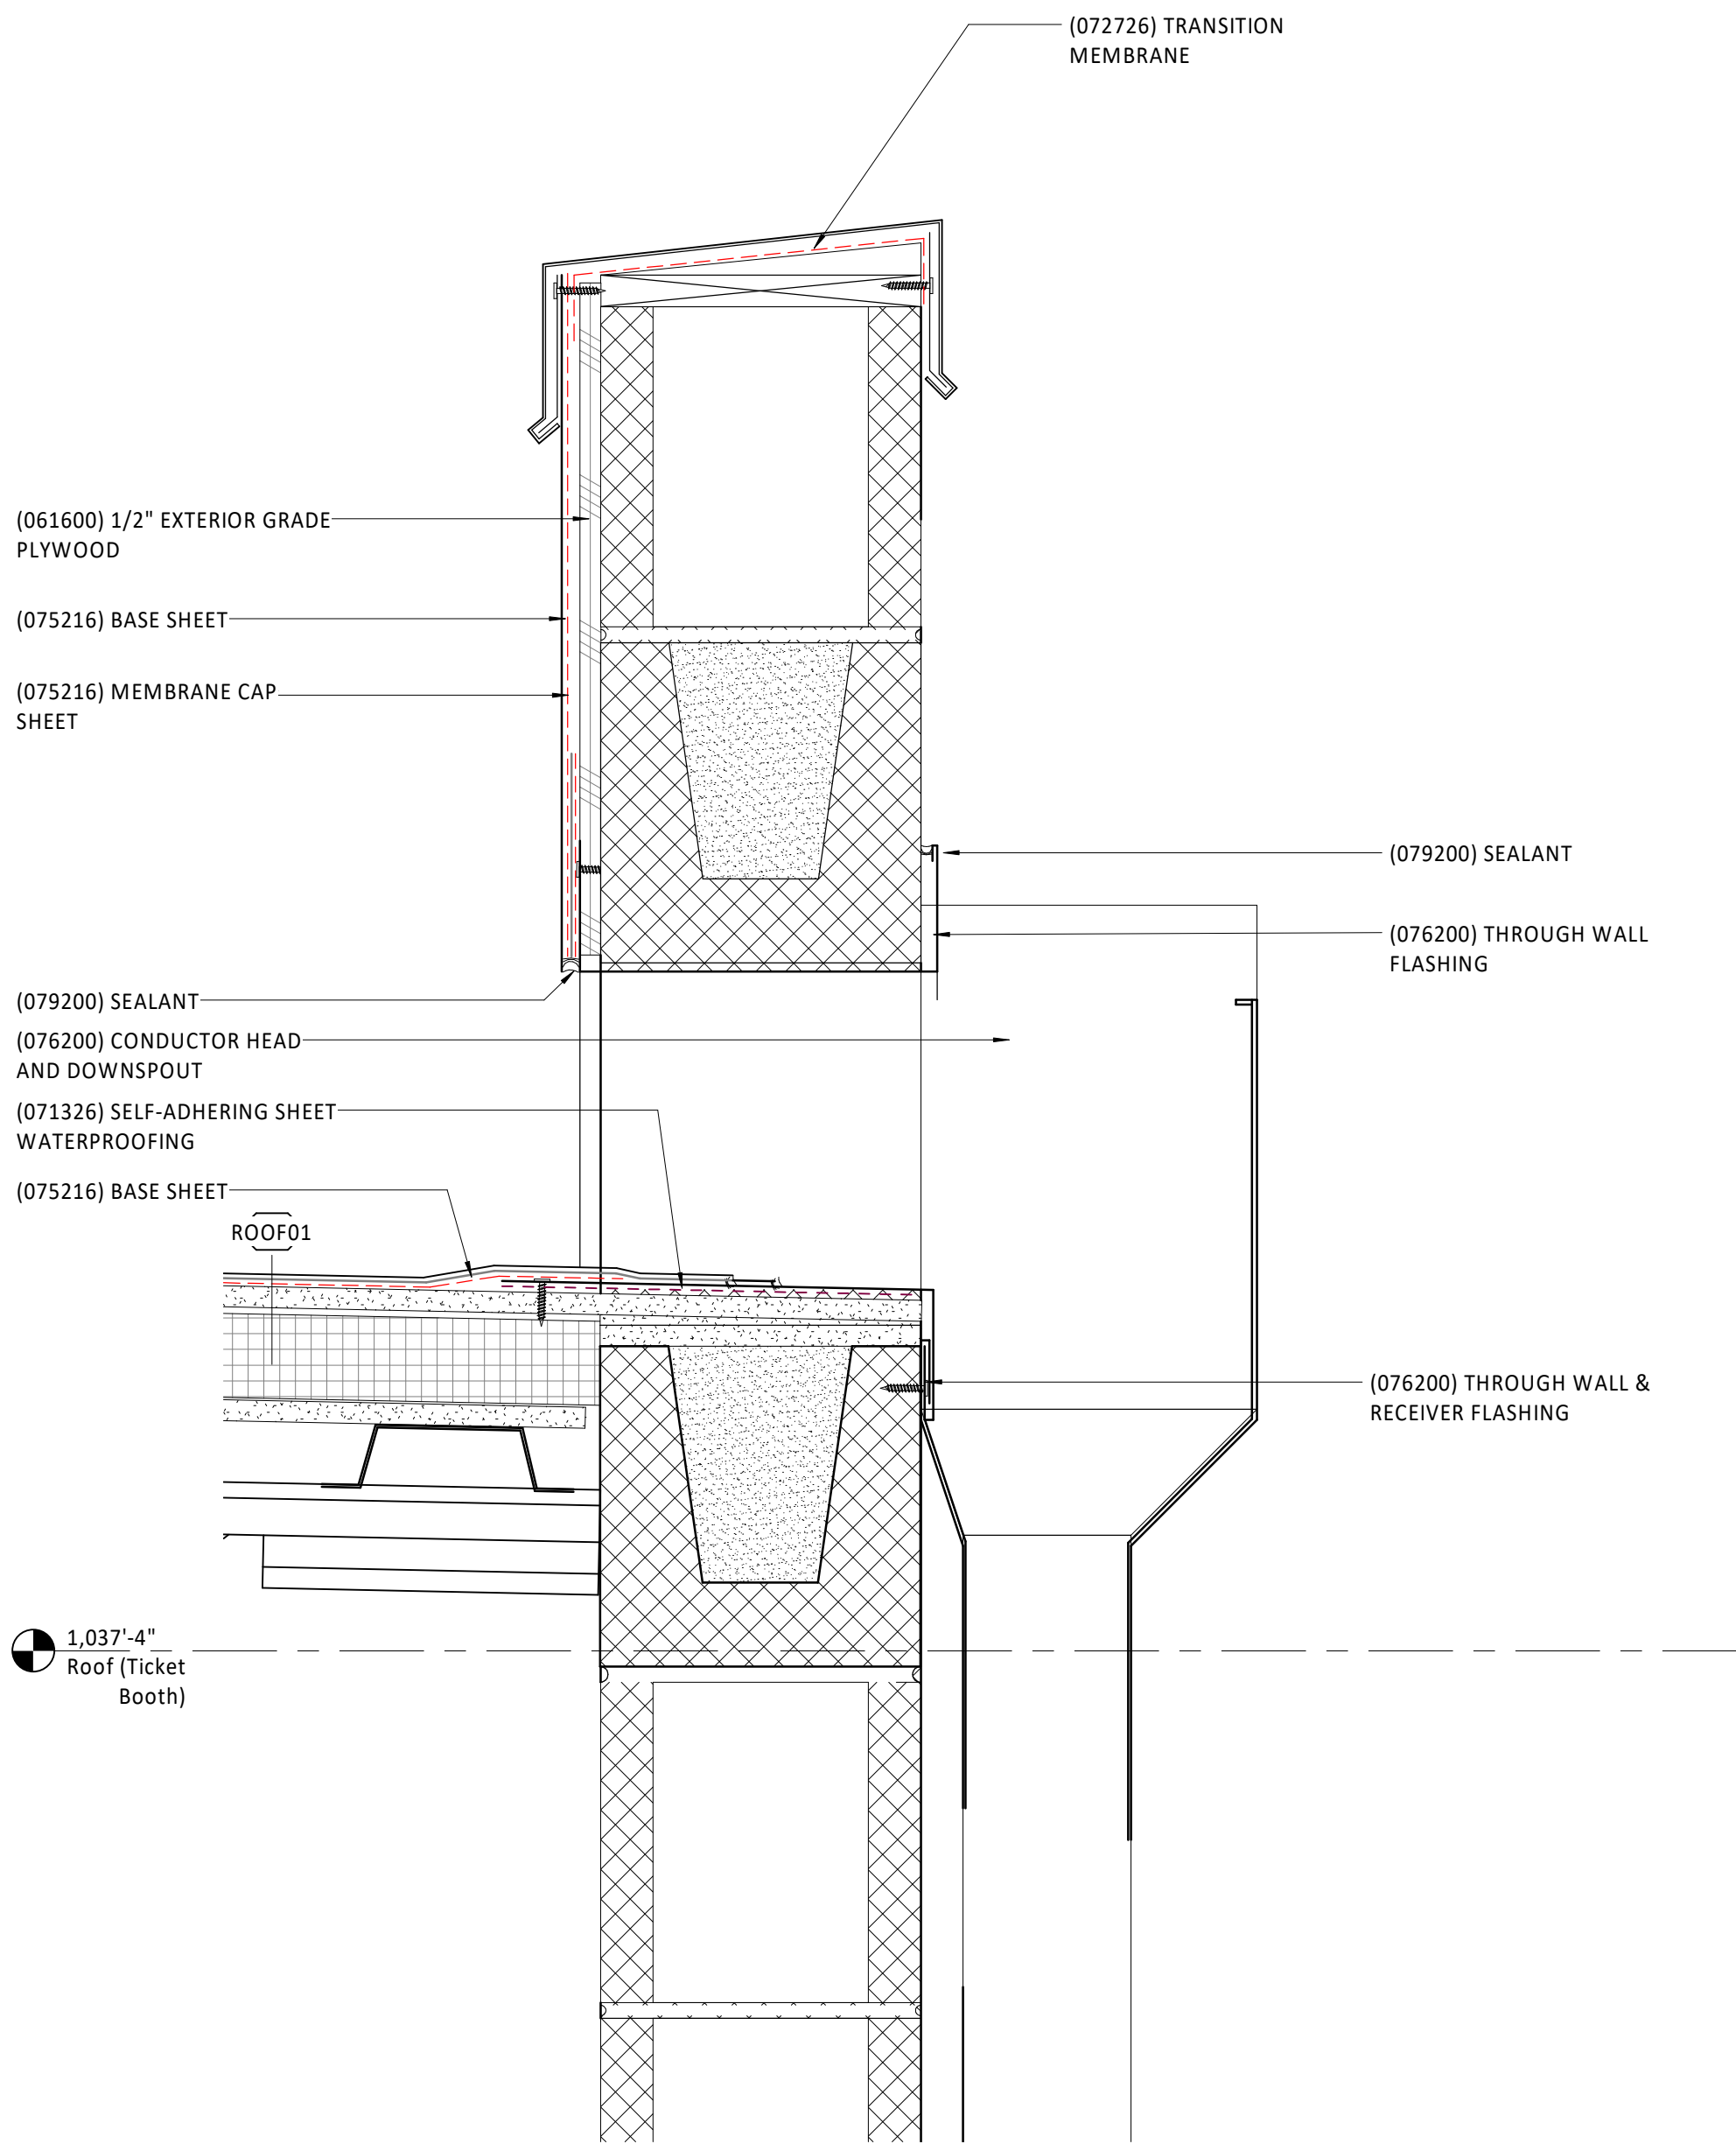 (072726) TRANSITION
MEMBRANE
(061600) 1/2" EXTERIOR GRADE
PLYWOOD
(075216) BASE SHEET
(075216) MEMBRANE CAP
SHEET
(079200) SEALANT
(076200) THROUGH WALL
FLASHING
(079200) SEALANT
(076200) CONDUCTOR HEAD
AND DOWNSPOUT
(071326) SELF-ADHERING SHEET
WATERPROOFING
(075216) BASE SHEET
ROOF01
(076200) THROUGH WALL &
RECEIVER FLASHING
1,037'-4"
Roof (Ticket
Booth)